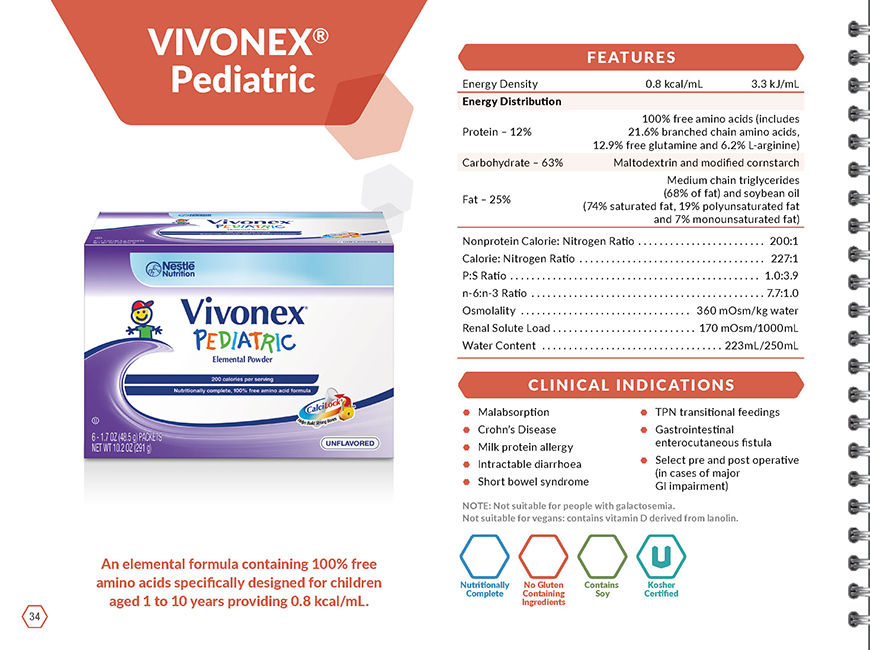 VIVONEX®
Pediatric
Vivonex®
PEDIATRIC
Nestlé
Nutrition
Vivonex®
PEDIATRIC
Elemental Powder
200 calories per serving
Nutritionally complete, 100% free amino acid formula
CalciLock
Helps Build Strong Bones
6 - 1.7 OZ (48.5 g) PACKETS
NET WT 10.2 OZ (291 g)
UNFLAVORED
An elemental formula containing 100% free
amino acids specifically designed for children
aged 1 to 10 years providing 0.8 kcal/mL.
34
FEATURES
Energy Density 0.8 kcal/mL 3.3 kJ/mL
Energy Distribution
Protein – 12% 100% free amino acids (includes
21.6% branched chain amino acids,
12.9% free glutamine and 6.2% L-arginine)
Carbohydrate – 63% Maltodextrin and modified cornstarch
Fat – 25% Medium chain triglycerides
(68% of fat) and soybean oil
(74% saturated fat, 19% polyunsaturated fat
and 7% monounsaturated fat)
Nonprotein Calorie: Nitrogen Ratio 200:1
Calorie: Nitrogen Ratio 227:1
P:S Ratio 1.0:3.9
n-6:n-3 Ratio 7.7:1.0
Osmolality 360 mOsm/kg water
Renal Solute Load 170 mOsm/1000mL
Water Content 223mL/250mL
CLINICAL INDICATIONS
Malabsorption
Crohn's Disease
Milk protein allergy
Intractable diarrhoea
Short bowel syndrome
TPN transitional feedings
Gastrointestinal
enterocutaneous fistula
Select pre and post operative
(in cases of major
GI impairment)
NOTE: Not suitable for people with galactosemia.
Not suitable for vegans: contains vitamin D derived from lanolin.
Nutritionally
Complete
No Gluten
Containing
Ingredients
Contains
Soy
U
Kosher
Certified